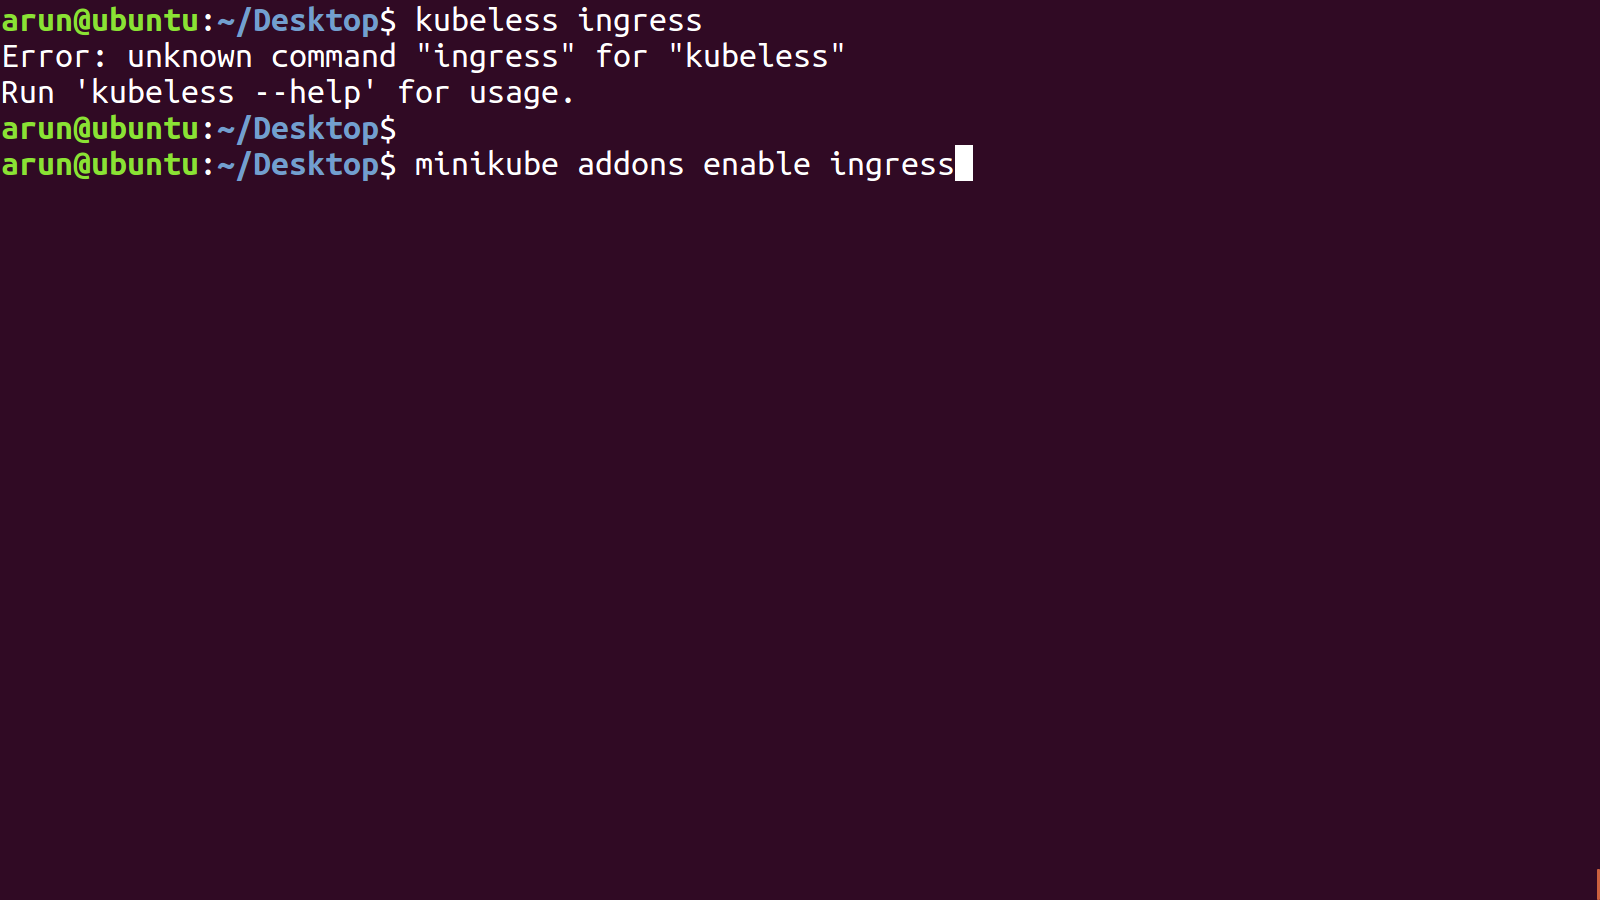 arun@ubuntu:~/Desktop$ kubeless ingress
Error: unknown command "ingress" for "kubeless"
Run 'kubeless --help' for usage.
arun@ubuntu:~/Desktop$
arun@ubuntu:~/Desktop$ minikube addons enable ingress